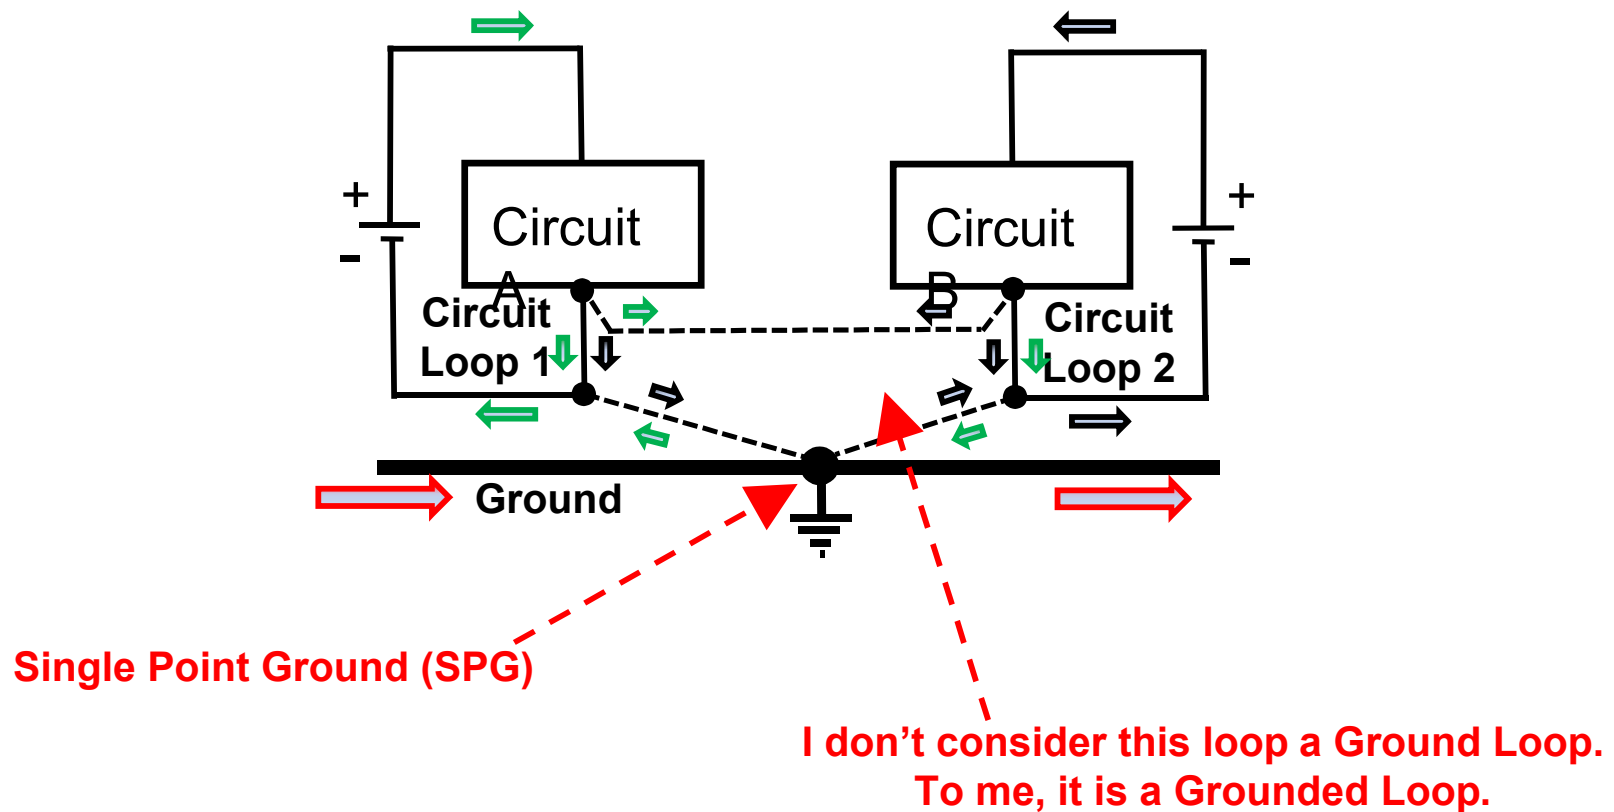 +
-
Circuit
A
Circuit
B
+
-
Circuit
Loop 1
Circuit
Loop 2
Ground
Single Point Ground (SPG)
I don’t consider this loop a Ground Loop.
To me, it is a Grounded Loop.